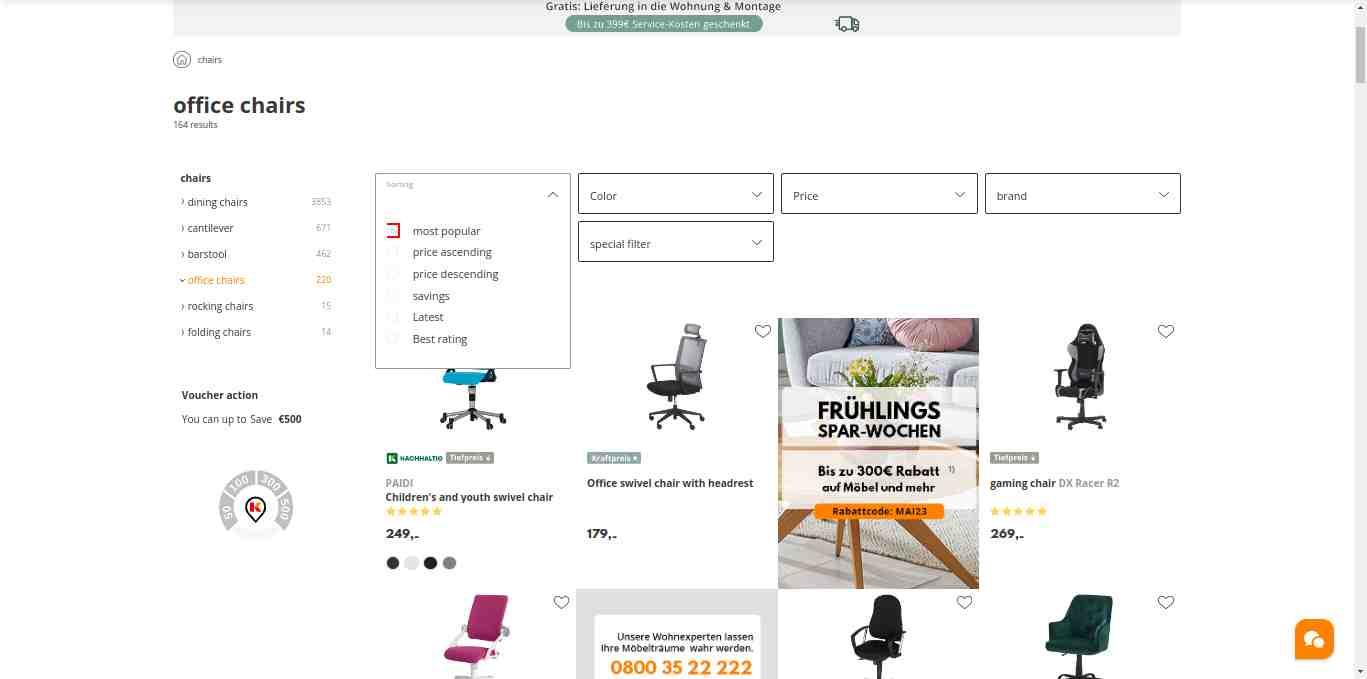 Gratis: Lieferung in die Wohnung & Montage
Bis zu 399€ Service-Kosten geschenkt
chairs
office chairs
164 results
chairs
dining chairs 3853
cantilever 671
barstool 462
office chairs 220
rocking chairs 15
folding chairs 14
Voucher action
You can up to Save €500
50 100 300 500
K
Sorting
most popular
price ascending
price descending
savings
Latest
Best rating
Color
Price
brand
special filter
K NACHHALTIG Tiefpreis
PAIDI
Children's and youth swivel chair
249,-
Kraftpreis
Office swivel chair with headrest
179,-
FRÜHLINGS
SPAR-WOCHEN
Bis zu 300€ Rabatt 1)
auf Möbel und mehr
Rabattcode: MAI23
Tiefpreis
gaming chair DX Racer R2
269,-
Unsere Wohnexperten lassen
Ihre Möbelträume wahr werden.
0800 35 22 222